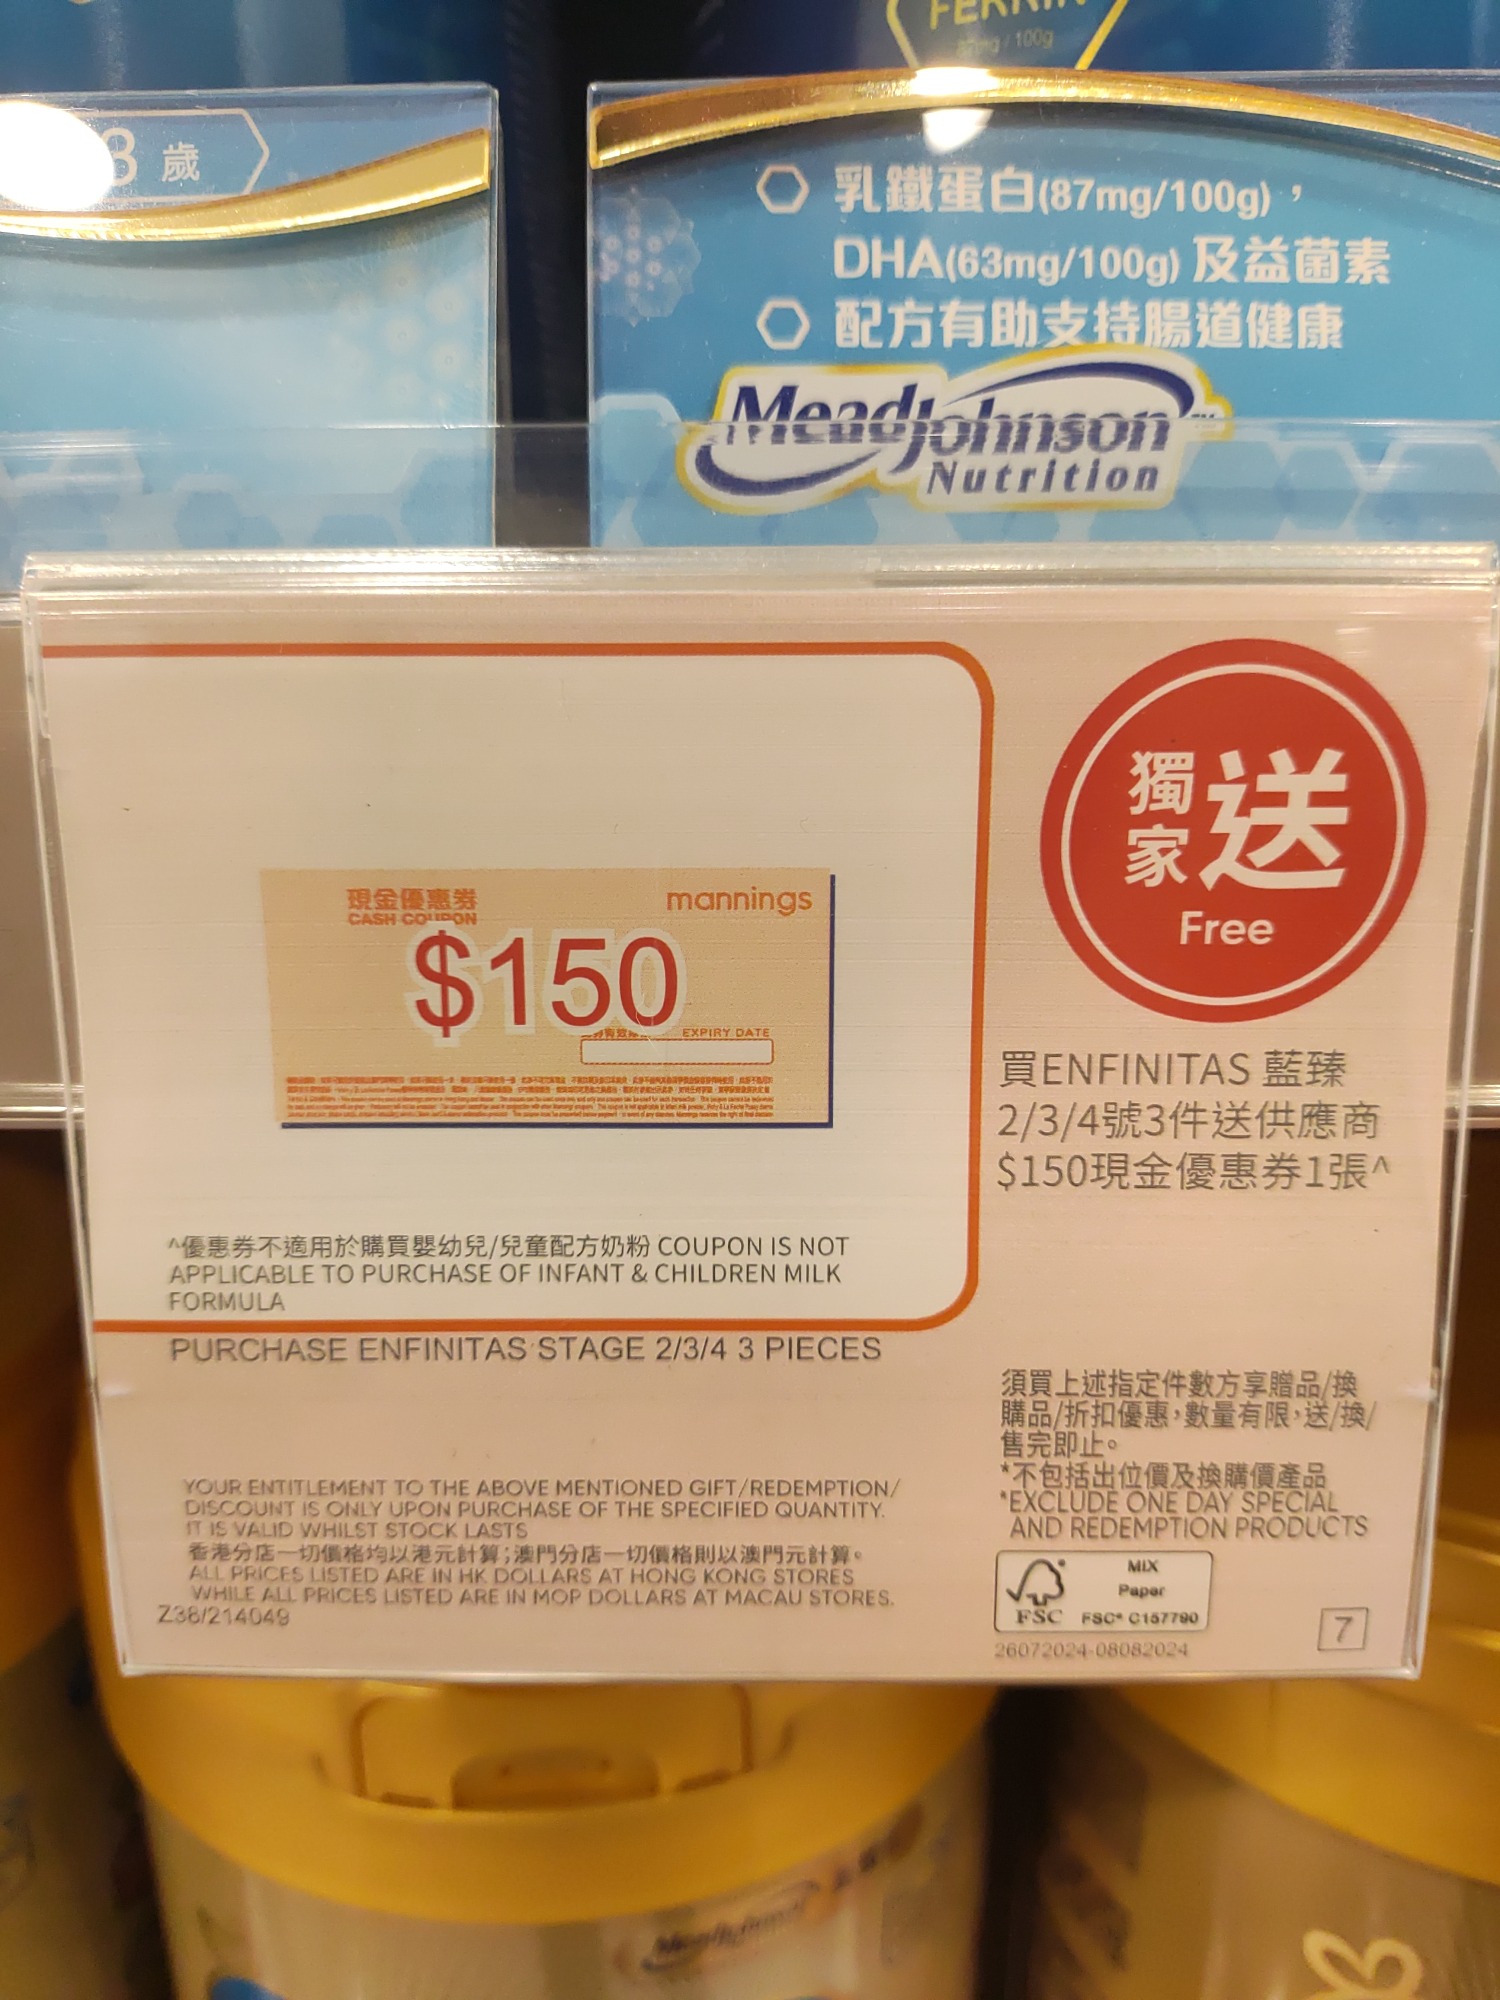 3 歲
乳鐵蛋白(87mg/100g)，
DHA(63mg/100g) 及益菌素
配方有助支持腸道健康
MeadJohnson™
Nutrition
獨家 送
Free
現金優惠券
CASH COUPON
mannings
$150
EXPIRY DATE
買ENFINITAS 藍臻
2/3/4號3件送供應商
$150現金優惠券1張^
^優惠券不適用於購買嬰幼兒/兒童配方奶粉 COUPON IS NOT
APPLICABLE TO PURCHASE OF INFANT & CHILDREN MILK
FORMULA
PURCHASE ENFINITAS STAGE 2/3/4 3 PIECES
須買上述指定件數方享贈品/換
購品/折扣優惠，數量有限，送/換/
售完即止。
*不包括出位價及換購價產品
*EXCLUDE ONE DAY SPECIAL
AND REDEMPTION PRODUCTS
YOUR ENTITLEMENT TO THE ABOVE MENTIONED GIFT/REDEMPTION/
DISCOUNT IS ONLY UPON PURCHASE OF THE SPECIFIED QUANTITY.
IT IS VALID WHILST STOCK LASTS
香港分店一切價格均以港元計算；澳門分店一切價格則以澳門元計算。
ALL PRICES LISTED ARE IN HK DOLLARS AT HONG KONG STORES
WHILE ALL PRICES LISTED ARE IN MOP DOLLARS AT MACAU STORES.
Z38/214049
MIX
Paper
FSC FSC® C157790
26072024-08082024
7